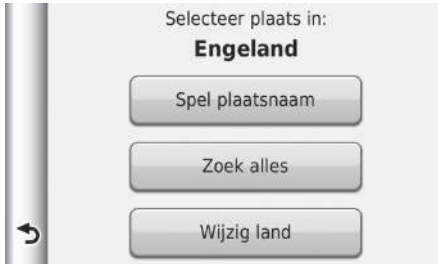 Selecteer plaats in:
Engeland
Spel plaatsnaam
Zoek alles
Wijzig land